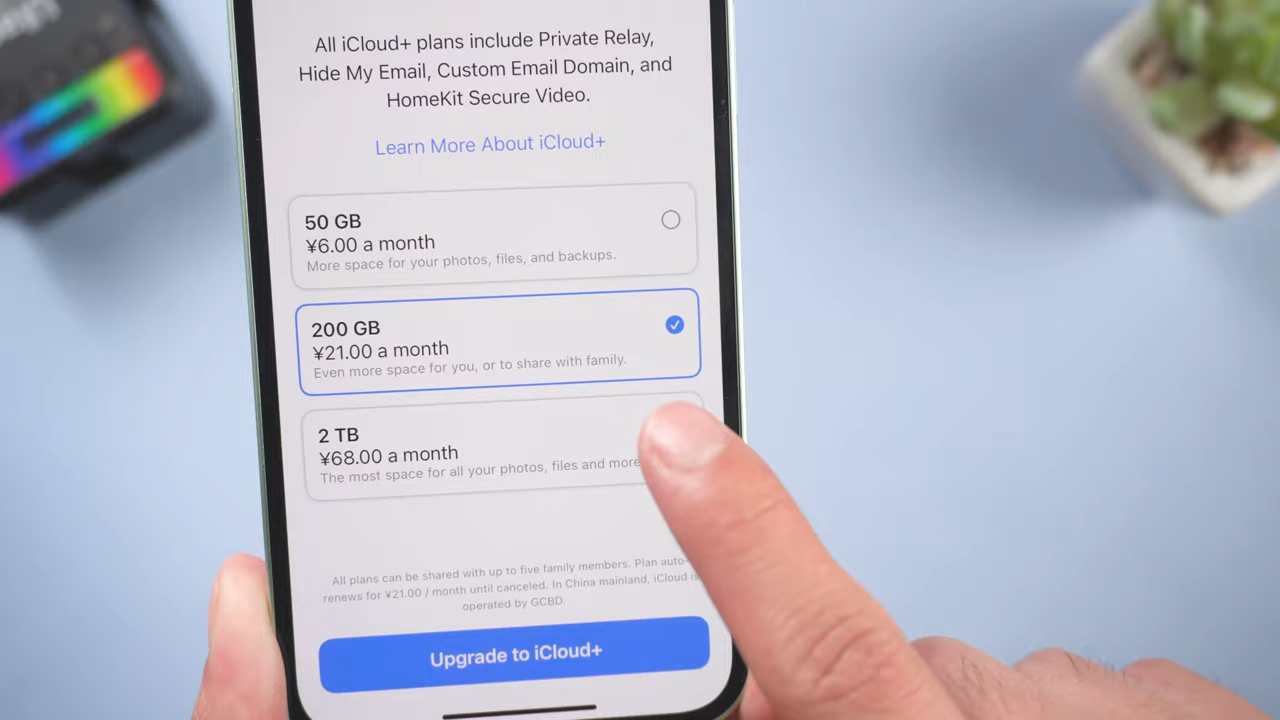 All iCloud+ plans include Private Relay,
Hide My Email, Custom Email Domain, and
HomeKit Secure Video.
Learn More About iCloud+
50 GB
¥6.00 a month
More space for your photos, files, and backups.
200 GB
¥21.00 a month
Even more space for you, or to share with family.
2 TB
¥68.00 a month
The most space for all your photos, files and more
All plans can be shared with up to five family members. Plan auto-
renews for ¥21.00 / month until canceled. In China mainland, iCloud is
operated by GCBD.
Upgrade to iCloud+